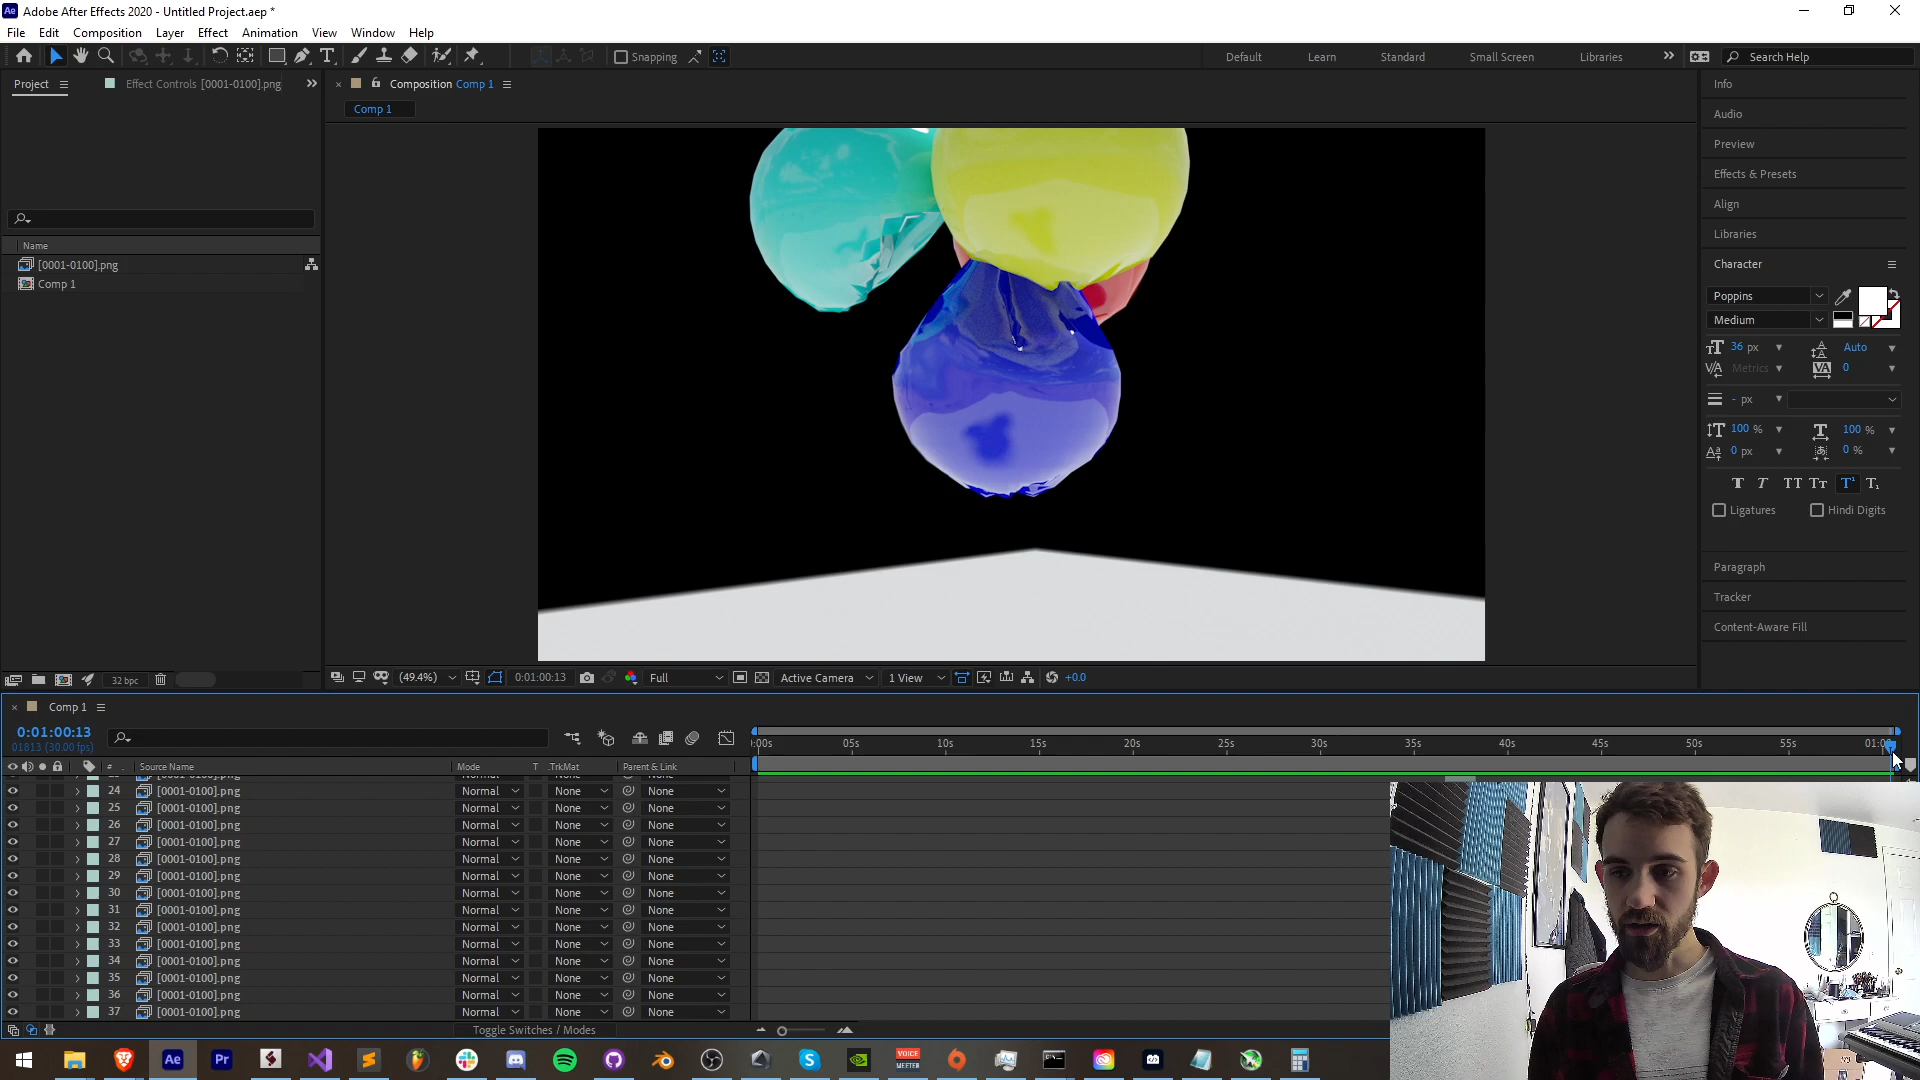 Adobe After Effects 2020 - Untitled Project.aep *
File Edit Composition Layer Effect Animation View Window Help
Snapping Default Learn Standard Small Screen Libraries Search Help
Project Effect Controls [0001-0100].png
Composition Comp 1
Comp 1
Name
[0001-0100].png
Comp 1
32 bpc
(49.4%) 0:01:00:13 Full Active Camera 1 View +0.0
Info
Audio
Preview
Effects & Presets
Align
Libraries
Character
Poppins
Medium
36 px Auto
Metrics 0
- px
100 % 100 %
0 px 0 %
Ligatures Hindi Digits
Paragraph
Tracker
Content-Aware Fill
Comp 1
0:01:00:13
01813 (30.00 fps)
:00s 05s 10s 15s 20s 25s 30s 35s 40s 45s 50s 55s
# Source Name Mode T .TrkMat Parent & Link
24 [0001-0100].png Normal None None
25 [0001-0100].png Normal None None
26 [0001-0100].png Normal None None
27 [0001-0100].png Normal None None
28 [0001-0100].png Normal None None
29 [0001-0100].png Normal None None
30 [0001-0100].png Normal None None
31 [0001-0100].png Normal None None
32 [0001-0100].png Normal None None
33 [0001-0100].png Normal None None
34 [0001-0100].png Normal None None
35 [0001-0100].png Normal None None
36 [0001-0100].png Normal None None
37 [0001-0100].png Normal None None
Toggle Switches / Modes
Ae Pr VOICE
MEETER